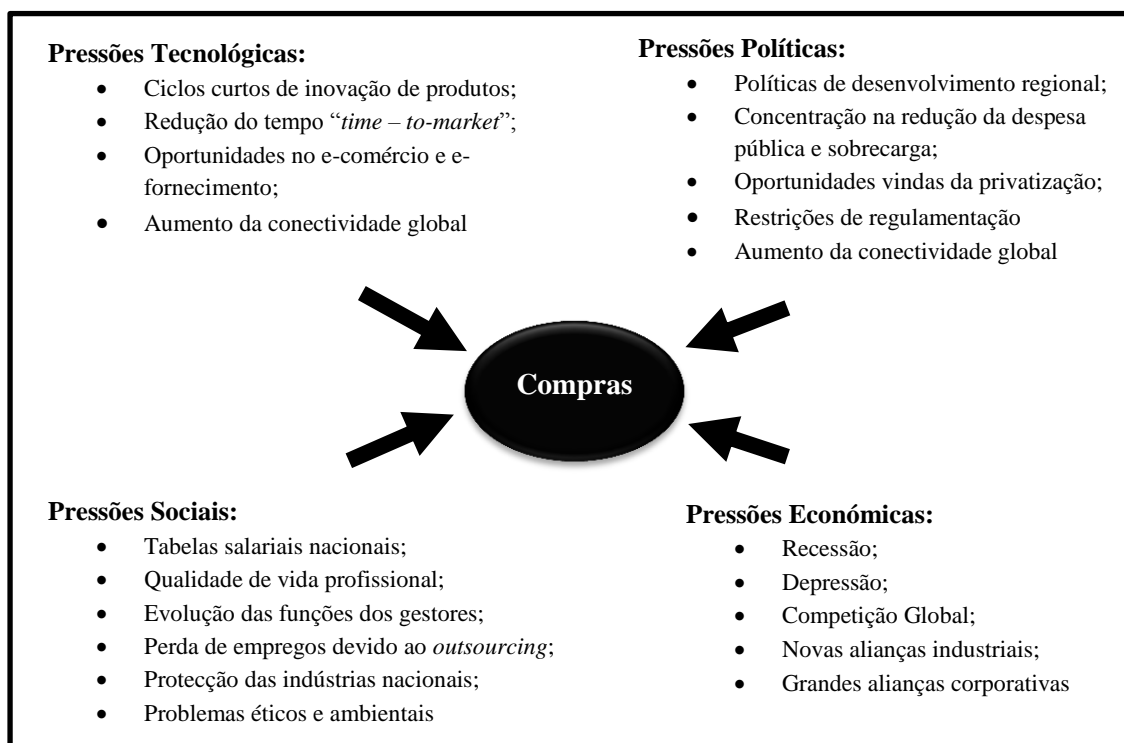 Pressões Tecnológicas:
• Ciclos curtos de inovação de produtos;
• Redução do tempo “time – to-market”;
• Oportunidades no e-comércio e e-
fornecimento;
• Aumento da conectividade global
Pressões Políticas:
• Políticas de desenvolvimento regional;
• Concentração na redução da despesa
pública e sobrecarga;
• Oportunidades vindas da privatização;
• Restrições de regulamentação
• Aumento da conectividade global
Compras
Pressões Sociais:
• Tabelas salariais nacionais;
• Qualidade de vida profissional;
• Evolução das funções dos gestores;
• Perda de empregos devido ao outsourcing;
• Protecção das indústrias nacionais;
• Problemas éticos e ambientais
Pressões Económicas:
• Recessão;
• Depressão;
• Competição Global;
• Novas alianças industriais;
• Grandes alianças corporativas